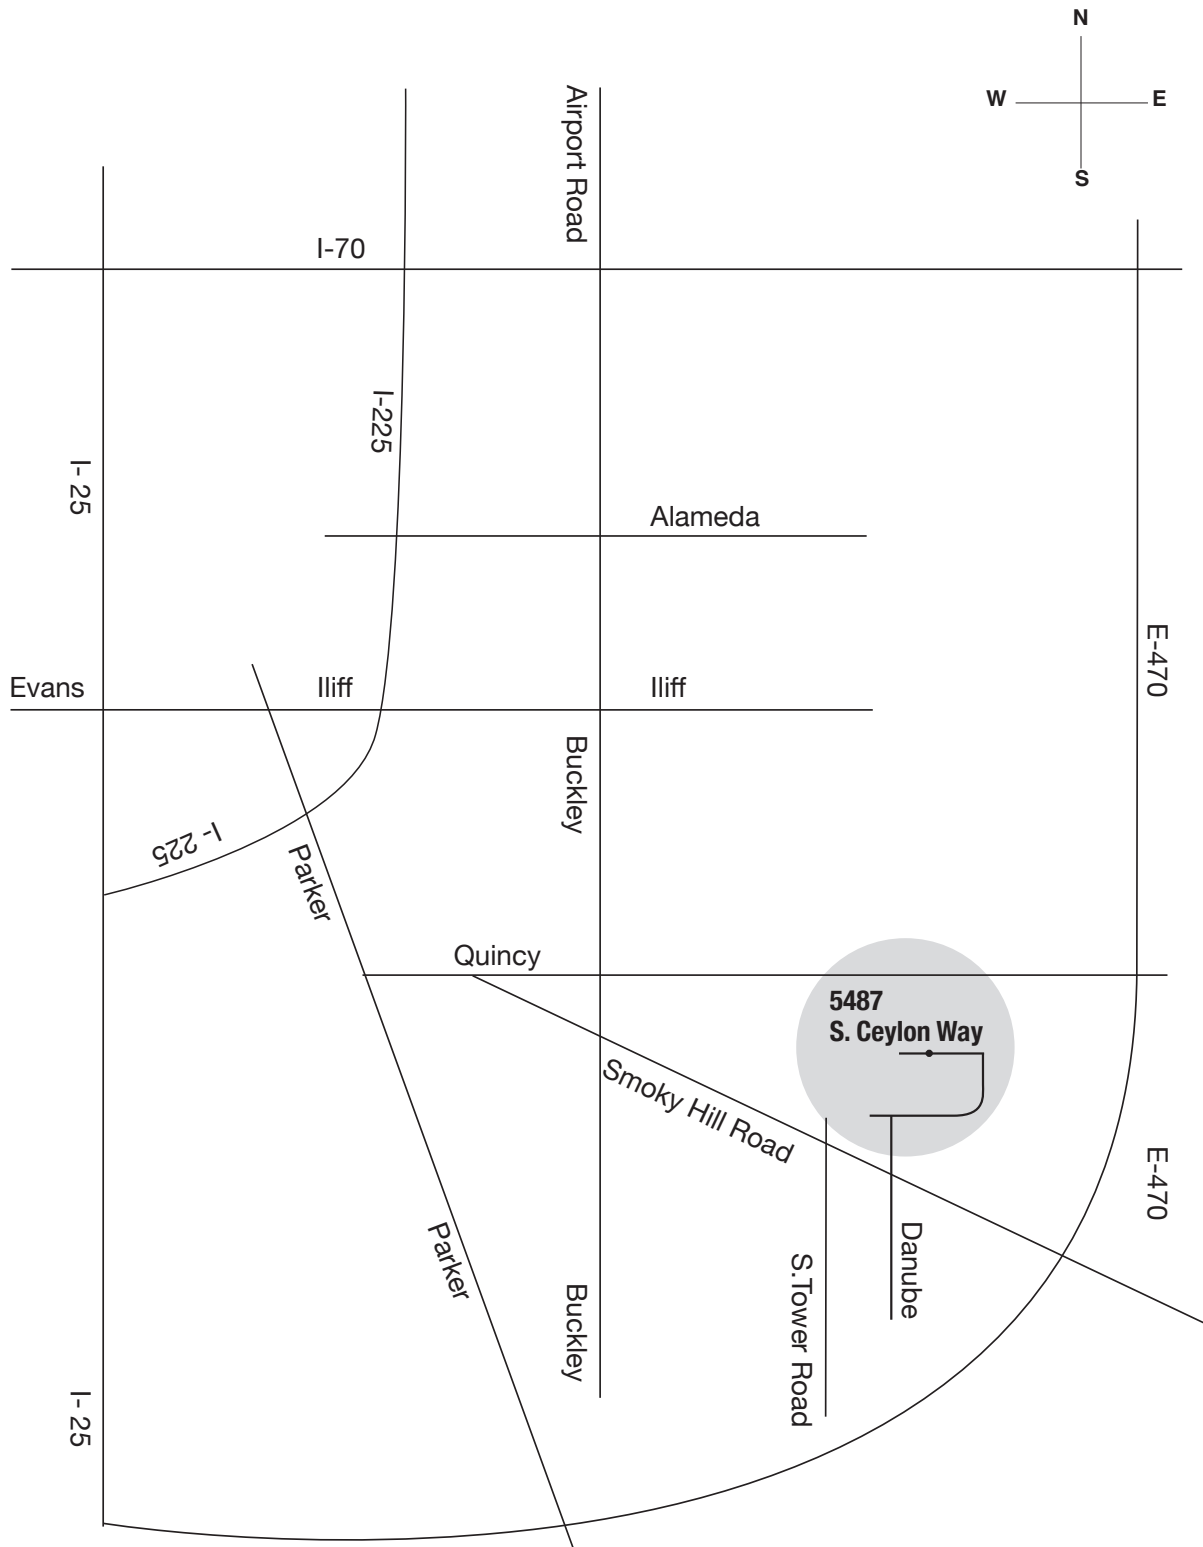 N
W
E
S
Airport Road
I-70
I-225
I- 25
Alameda
E-470
Evans
Iliff
Iliff
Buckley
I- 225
Parker
Quincy
5487
S. Ceylon Way
Smoky Hill Road
E-470
Parker
Danube
S.Tower Road
Buckley
I- 25